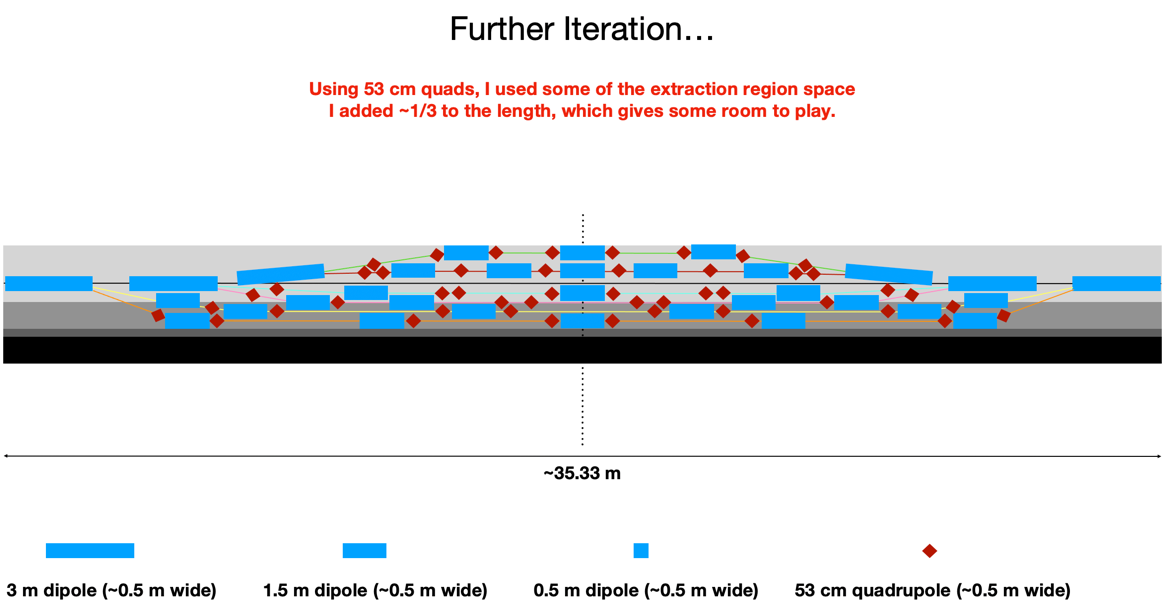 Further Iteration...
Using 53 cm quads, I used some of the extraction region space
I added ~1/3 to the length, which gives some room to play.
~35.33 m
3 m dipole (~0.5 m wide)
1.5 m dipole (~0.5 m wide)
0.5 m dipole (~0.5 m wide)
53 cm quadrupole (~0.5 m wide)